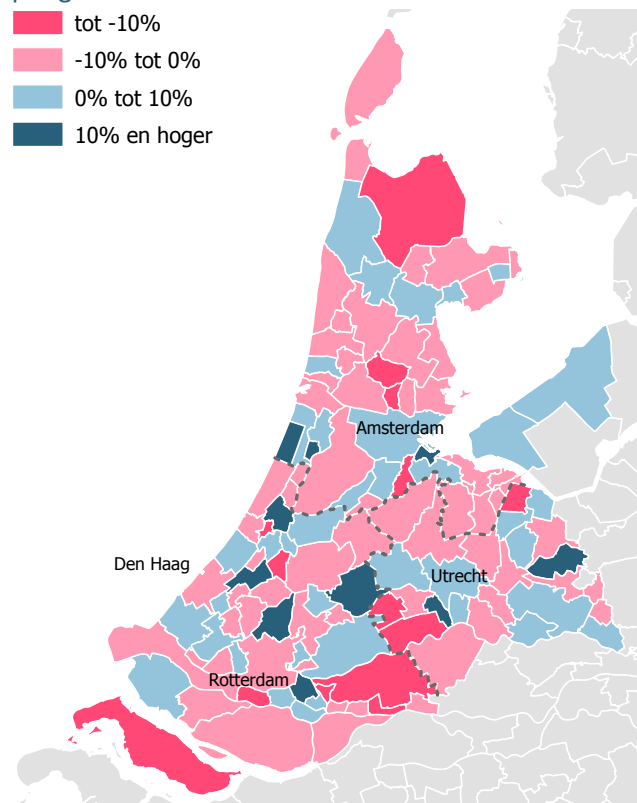 tot -10%
-10% tot 0%
0% tot 10%
10% en hoger
Amsterdam
Den Haag
Utrecht
Rotterdam